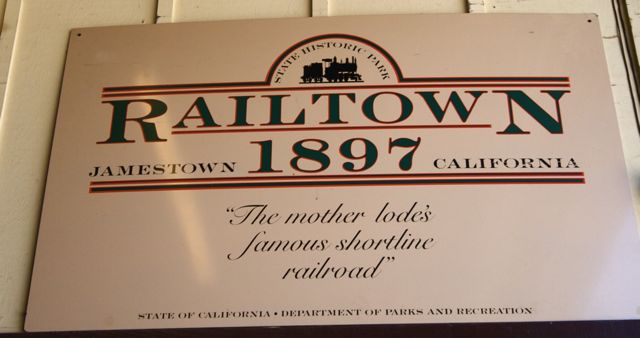 STATE HISTORIC PARK
RAILTOWN
JAMESTOWN 1897 CALIFORNIA
"The mother lode's
famous shortline
railroad"
STATE OF CALIFORNIA • DEPARTMENT OF PARKS AND RECREATION